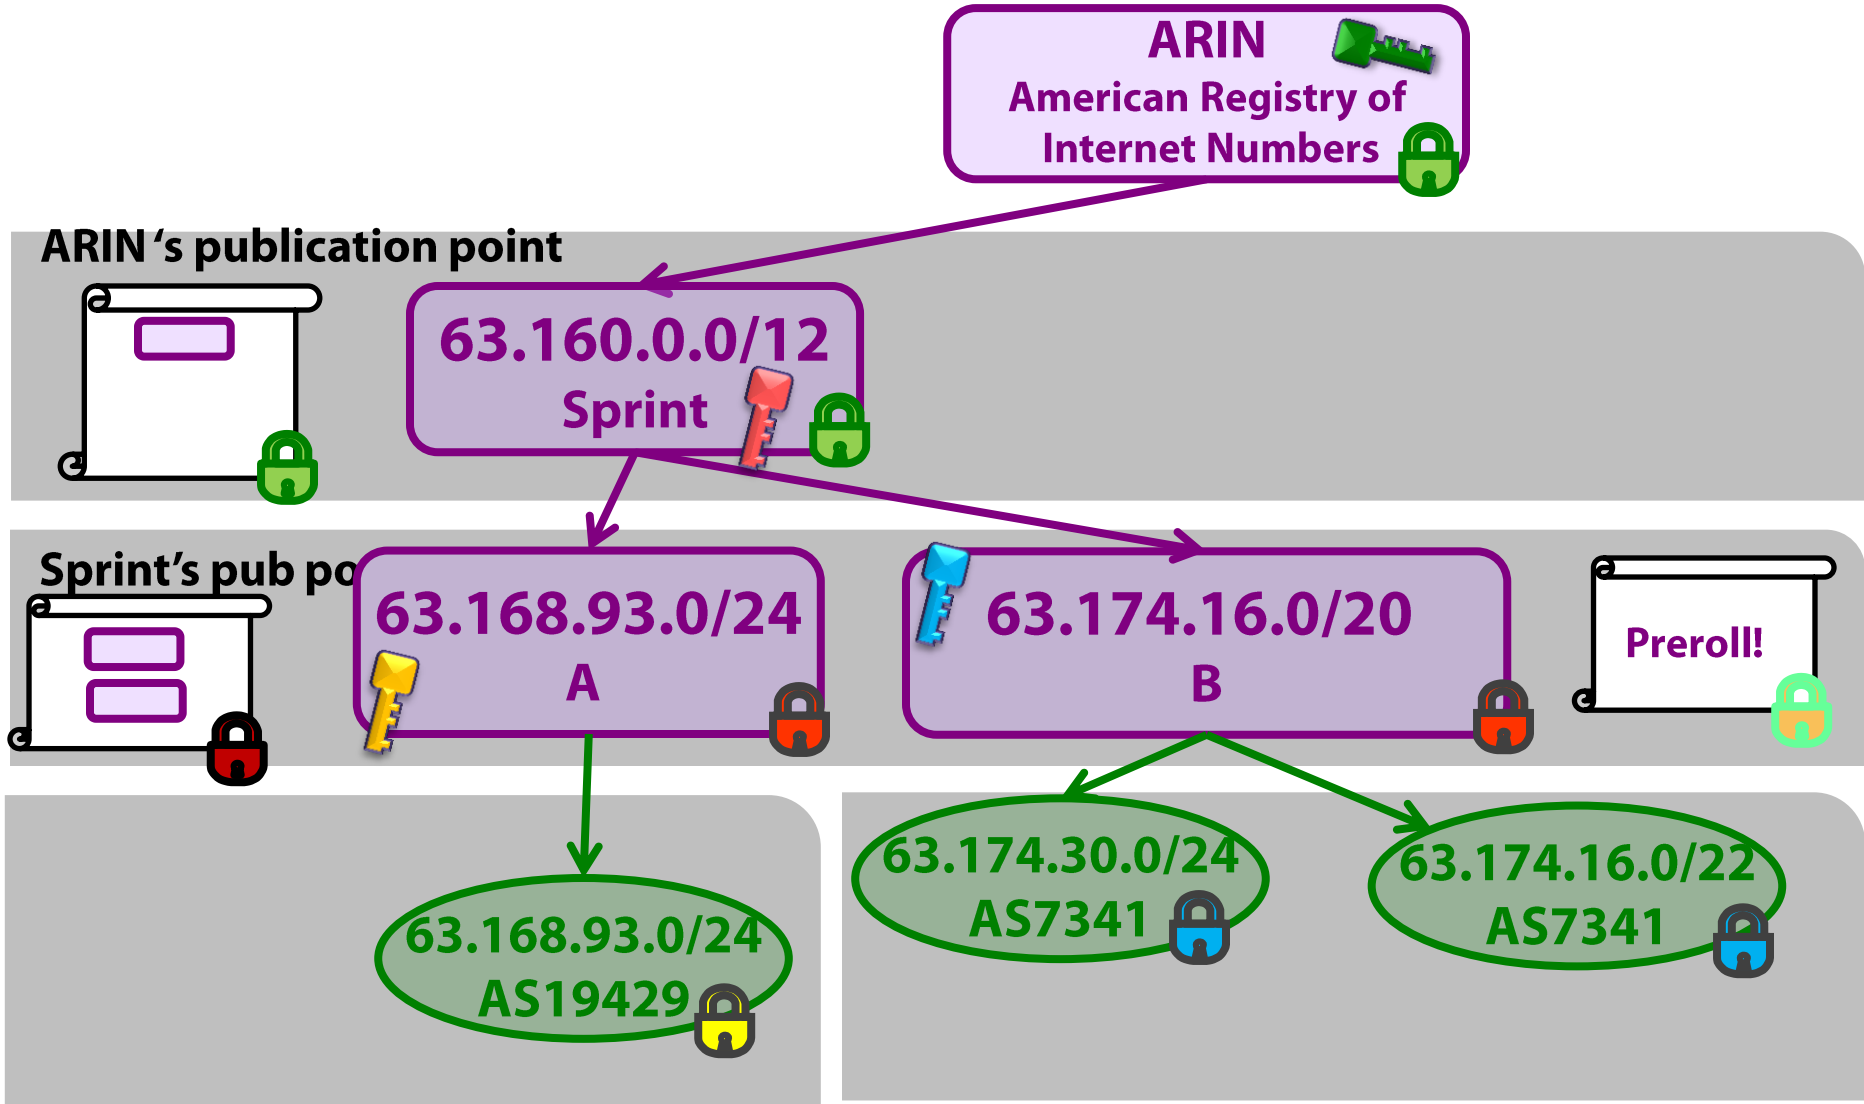 ARIN
American Registry of
Internet Numbers
ARIN 's publication point
63.160.0.0/12
Sprint
Sprint's pub po
63.168.93.0/24
A
63.174.16.0/20
B
Preroll!
63.174.30.0/24
AS7341
63.174.16.0/22
AS7341
63.168.93.0/24
AS19429